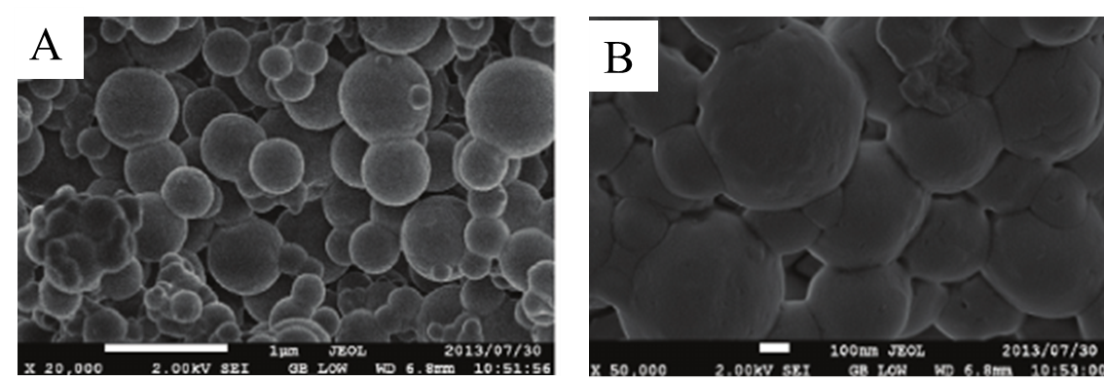 A
1μm JEOL 2013/07/30
X 20,000 2.00kV SEI GB LOW WD 6.8mm 10:51:56
B
100nm JEOL 2013/07/30
X 50,000 2.00kV SEI GB LOW WD 6.8mm 10:53:00